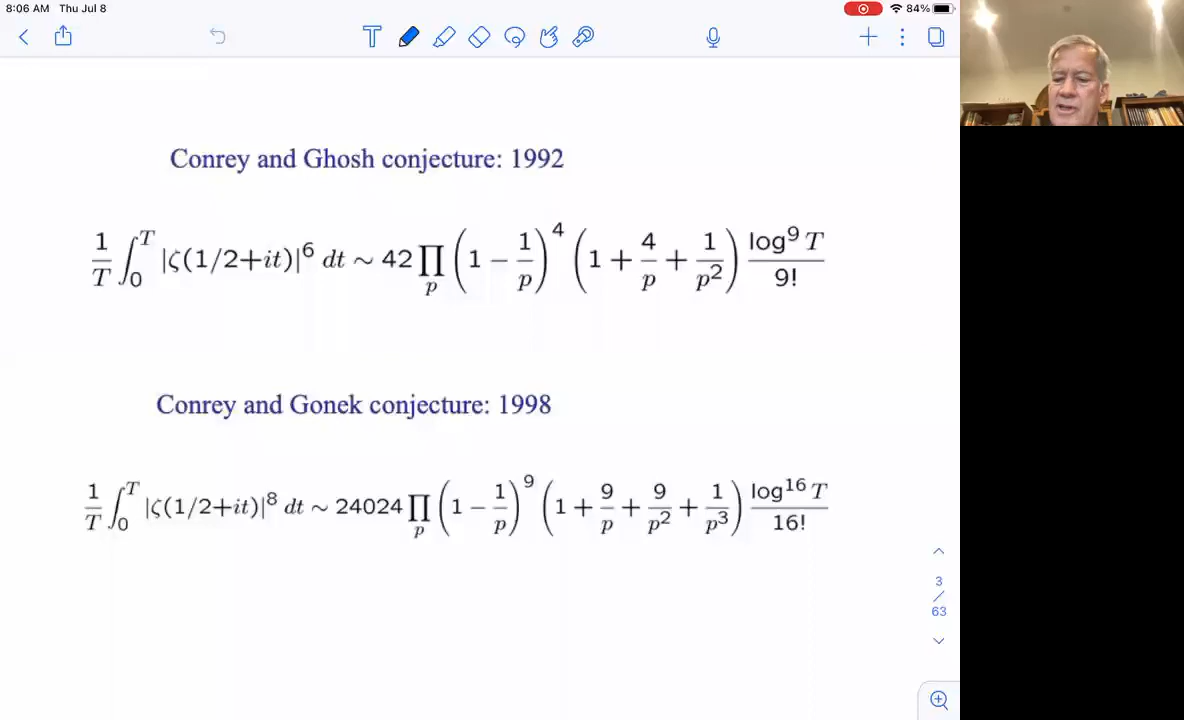 8:06 AM Thu Jul 8
84%
T
Conrey and Ghosh conjecture: 1992
1/T ∫_0^T |ζ(1/2+it)|^6 dt ~ 42 ∏_p (1 − 1/p)^4 (1 + 4/p + 1/p^2) log^9 T / 9!
Conrey and Gonek conjecture: 1998
1/T ∫_0^T |ζ(1/2+it)|^8 dt ~ 24024 ∏_p (1 − 1/p)^9 (1 + 9/p + 9/p^2 + 1/p^3) log^16 T / 16!
3
/
63